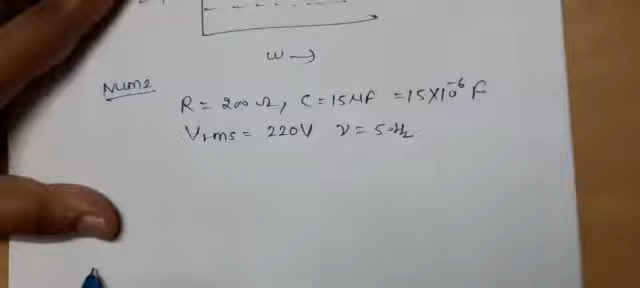 ω →
Num2
R = 200 Ω, C = 15 μF = 15 × 10⁻⁶ F
Vrms = 220V ν = 50Hz